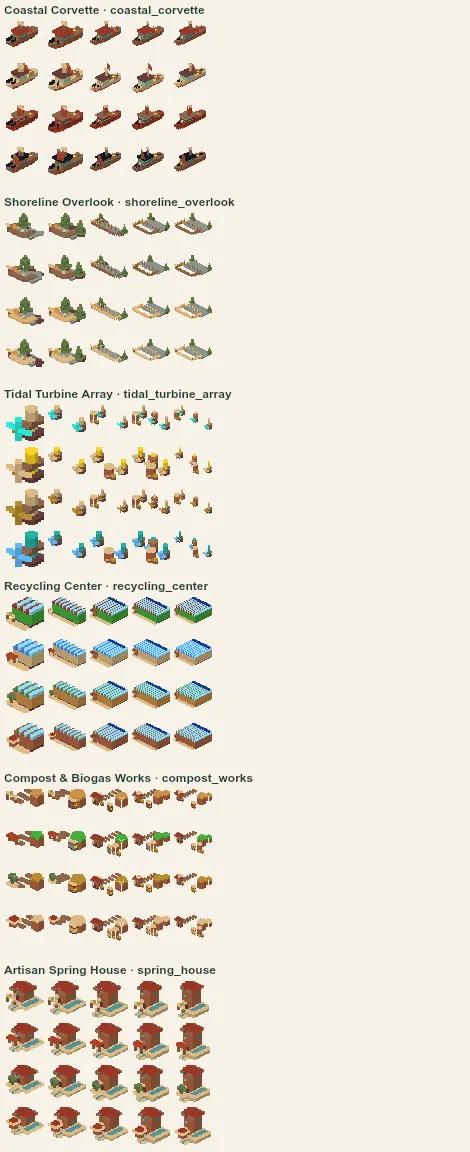 Coastal Corvette · coastal_corvette
Shoreline Overlook · shoreline_overlook
Tidal Turbine Array · tidal_turbine_array
Recycling Center · recycling_center
Compost & Biogas Works · compost_works
Artisan Spring House · spring_house